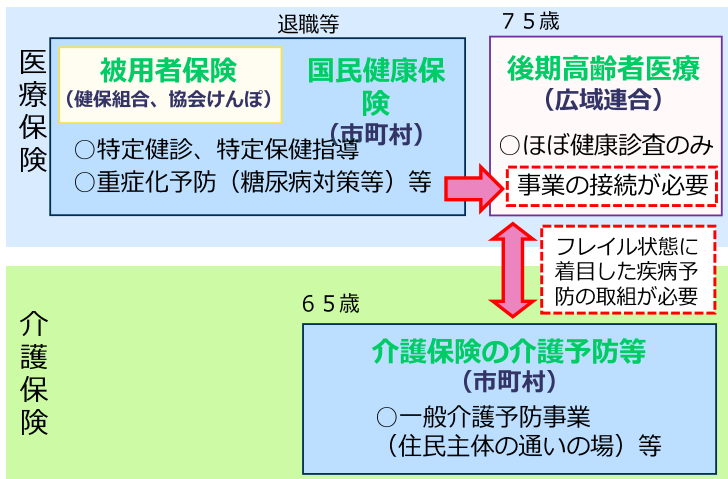 退職等
７５歳
医療保険
被用者保険
（健保組合、協会けんぽ）
国民健康保
険
（市町村）
○特定健診、特定保健指導
○重症化予防（糖尿病対策等）等
後期高齢者医療
（広域連合）
○ほぼ健康診査のみ
事業の接続が必要
フレイル状態に
着目した疾病予
防の取組が必要
介護保険
６５歳
介護保険の介護予防等
（市町村）
○一般介護予防事業
（住民主体の通いの場）等